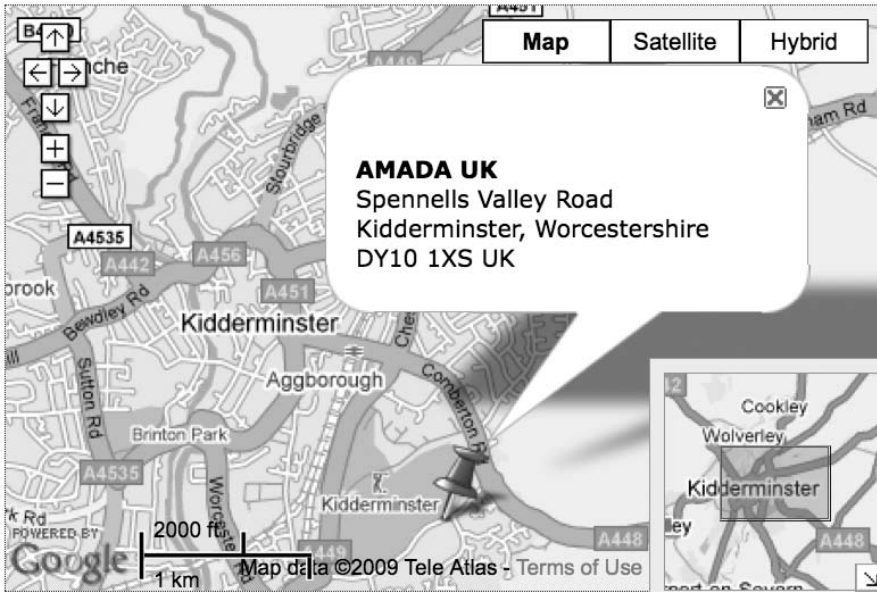 A451
Map Satellite Hybrid
A449
AMADA UK
Spennells Valley Road
Kidderminster, Worcestershire
DY10 1XS UK
Stourbridge
A4535
A442
A456
A451
brook
Bewdley Rd
Kidderminster
Sutton Rd
Aggborough
Comberton R
Brinton Park
A4535
Kidderminster
A448
Cookley
Wolverley
Kidderminster
A448
POWERED BY
Google
2000 ft
1 km
Map data ©2009 Tele Atlas - Terms of Use